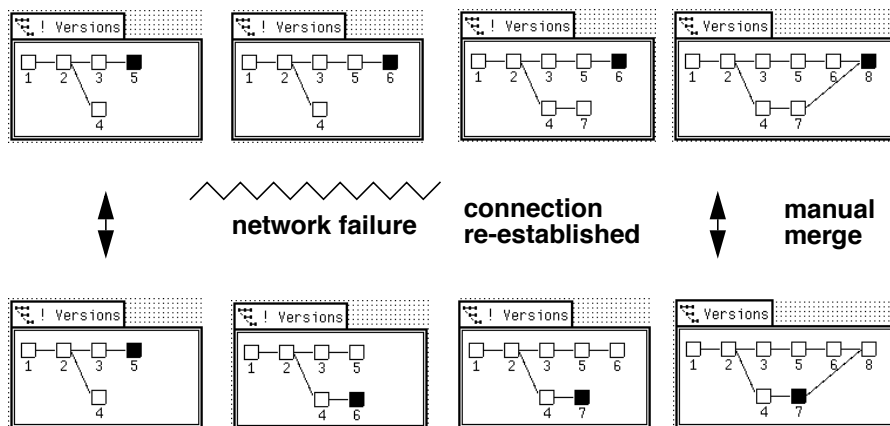 ! Versions
1 2 3 5
4
! Versions
1 2 3 5 6
4
! Versions
1 2 3 5 6
4 7
! Versions
1 2 3 5 6 8
4 7
network failure
connection
re-established
manual
merge
! Versions
1 2 3 5
4
! Versions
1 2 3 5
4 6
! Versions
1 2 3 5 6
4 7
Versions
1 2 3 5 6 8
4 7